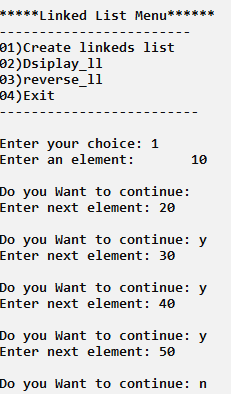 *****Linked List Menu******
------------------------
01)Create linkeds list
02)Dsiplay_ll
03)reverse_ll
04)Exit
-------------------------
Enter your choice: 1
Enter an element:       10
Do you Want to continue:
Enter next element: 20
Do you Want to continue: y
Enter next element: 30
Do you Want to continue: y
Enter next element: 40
Do you Want to continue: y
Enter next element: 50
Do you Want to continue: n